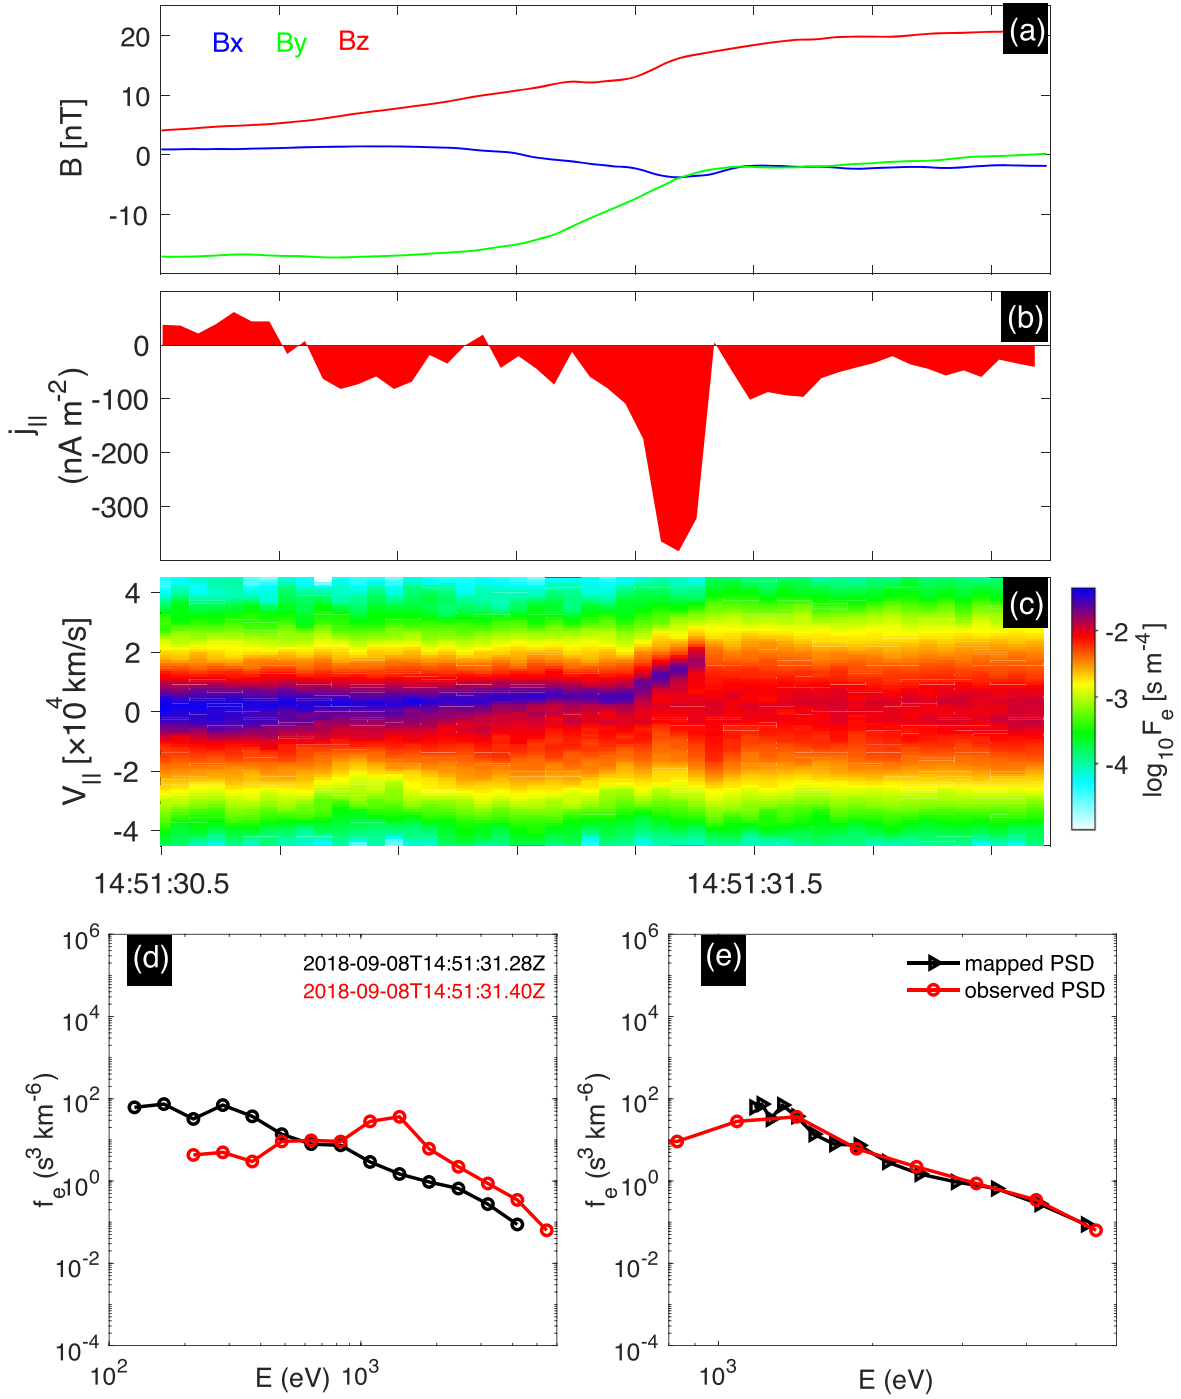 (a)
Bx By Bz
20
10
0
-10
B [nT]
(b)
0
-100
-200
-300
j||
(nA m-2)
(c)
4
2
0
-2
-4
V|| [×10^4 km/s]
-2
-3
-4
log10 Fe [s m-4]
14:51:30.5 14:51:31.5
(d)
2018-09-08T14:51:31.28Z
2018-09-08T14:51:31.40Z
10^6
10^4
10^2
10^0
10^-2
10^-4
fe (s^3 km^-6)
10^2 E (eV) 10^3
(e)
mapped PSD
observed PSD
10^6
10^4
10^2
10^0
10^-2
10^-4
fe (s^3 km^-6)
10^3 E (eV)